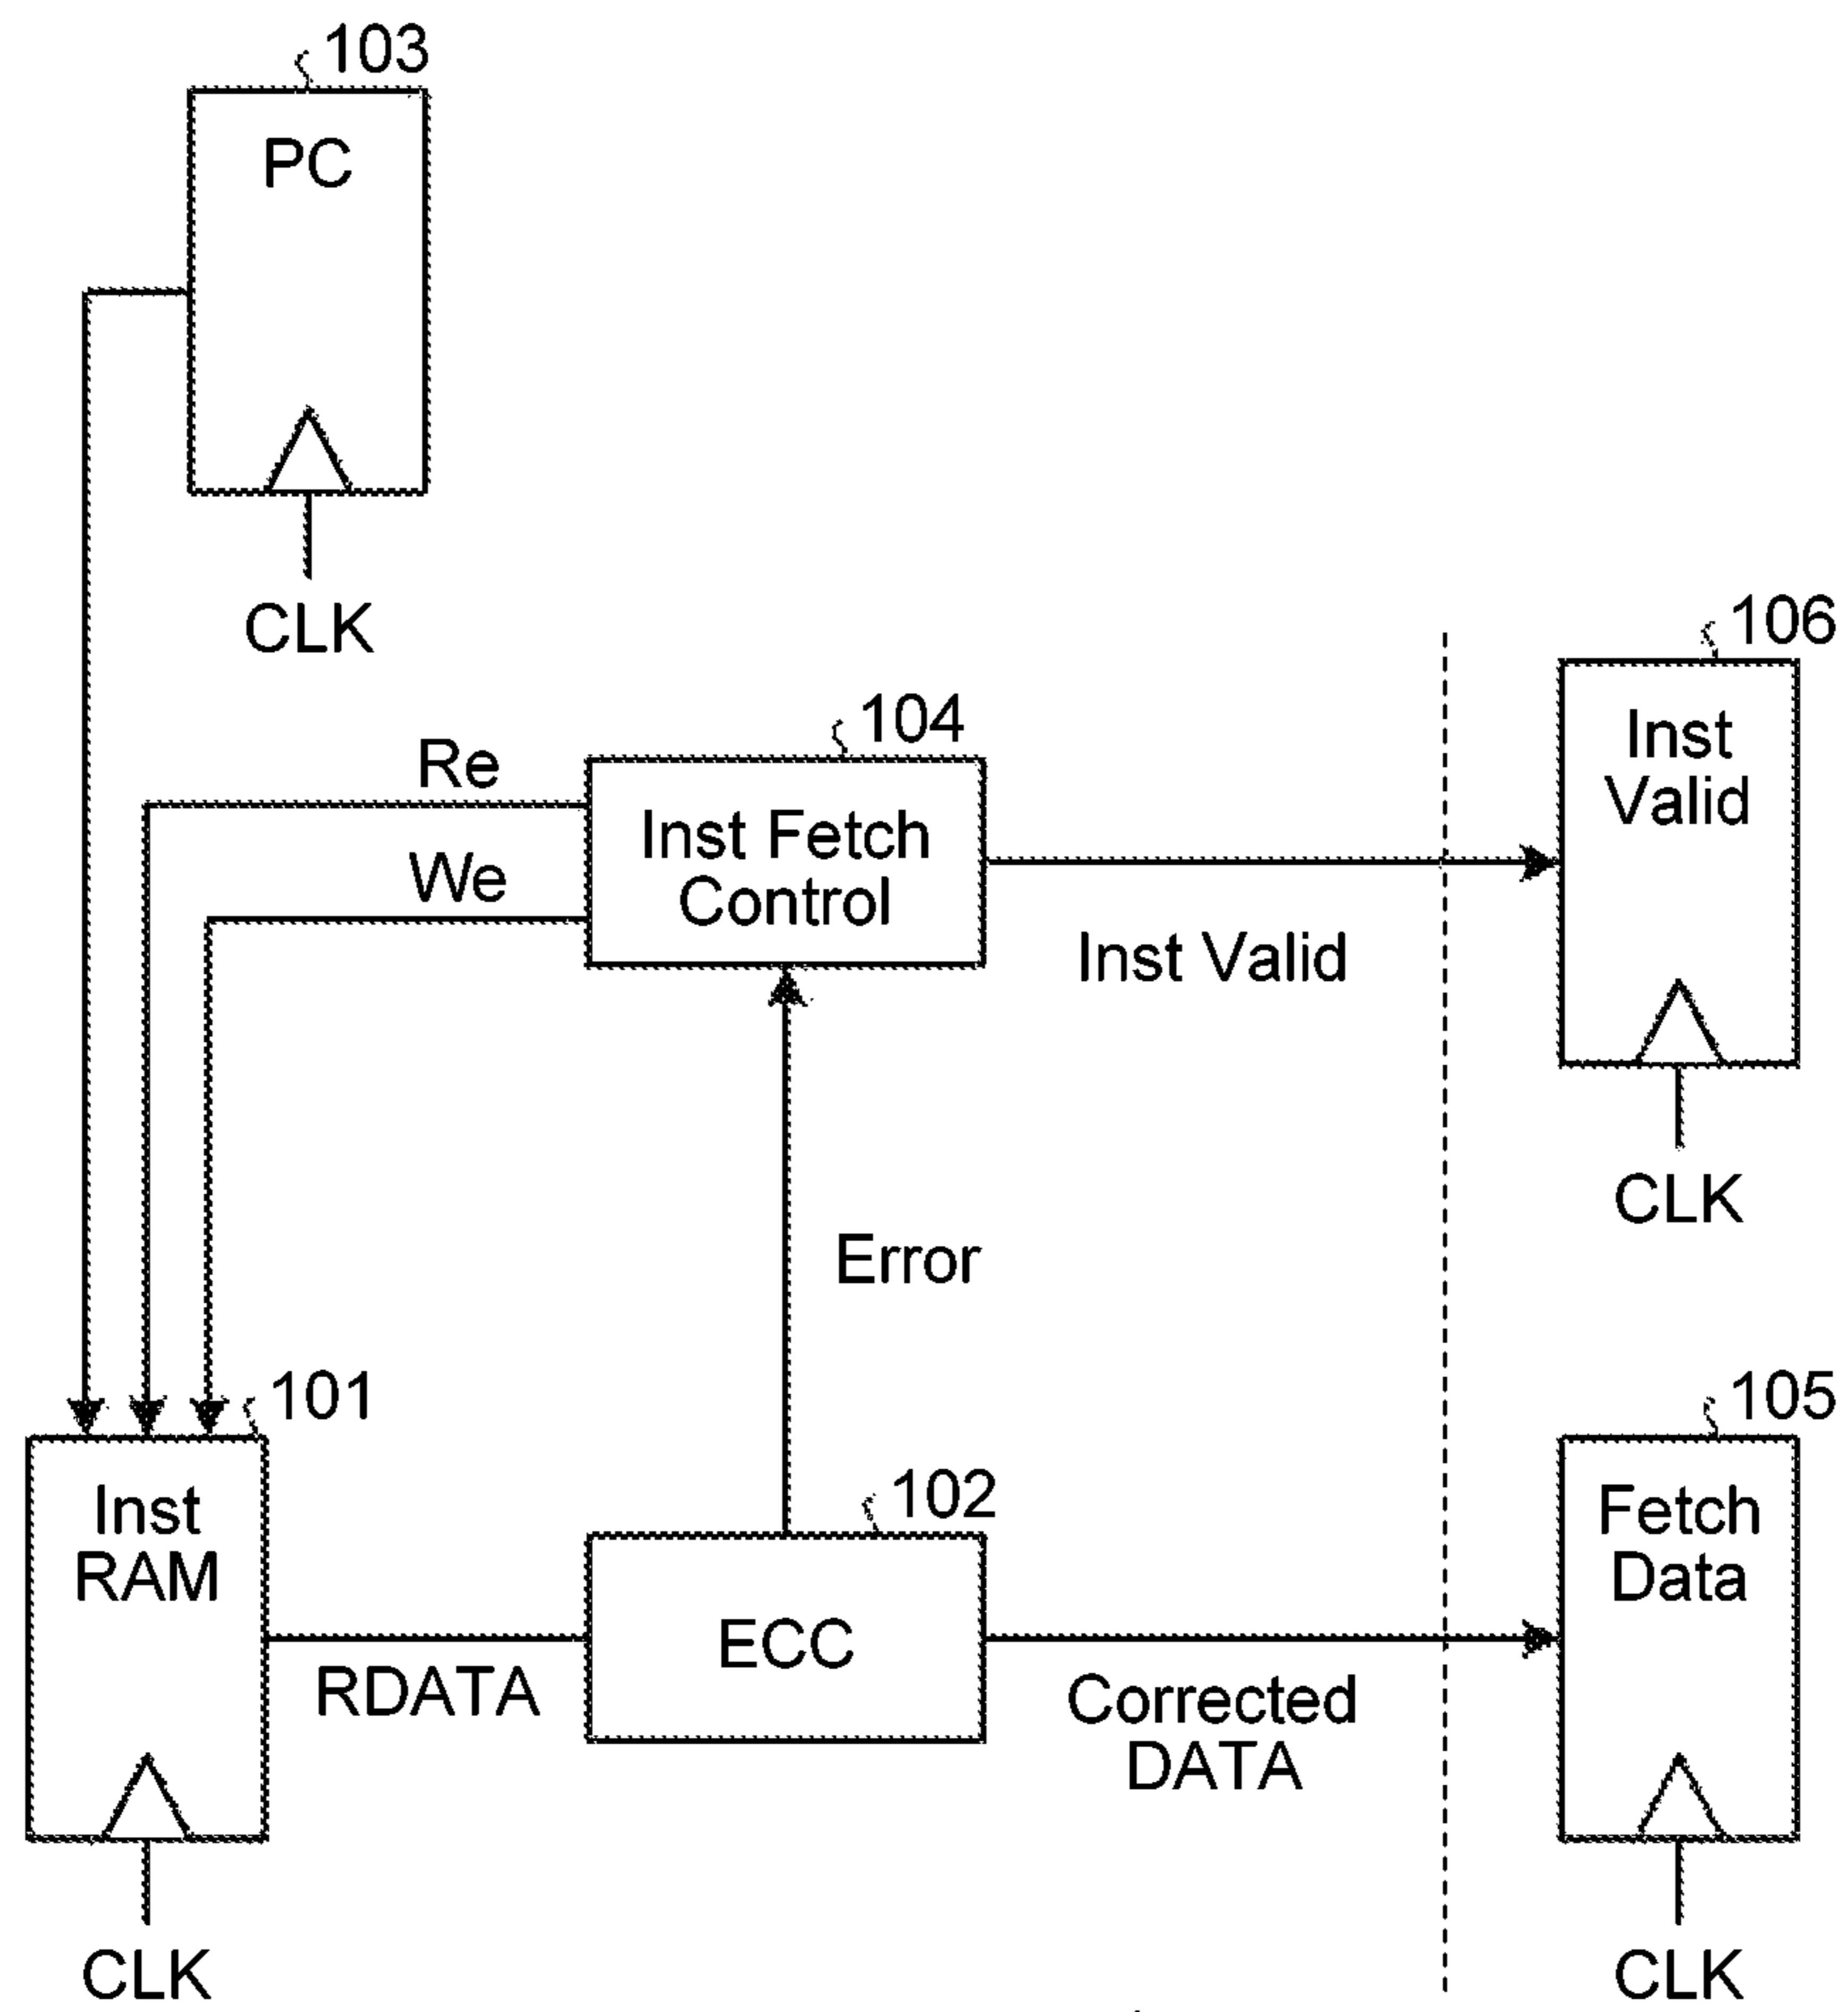 103
PC
CLK
106
Inst
Valid
104
Re
Inst Fetch
Control
We
Inst Valid
CLK
Error
101
105
Inst
RAM
102
Fetch
Data
ECC
RDATA
Corrected
DATA
CLK
CLK